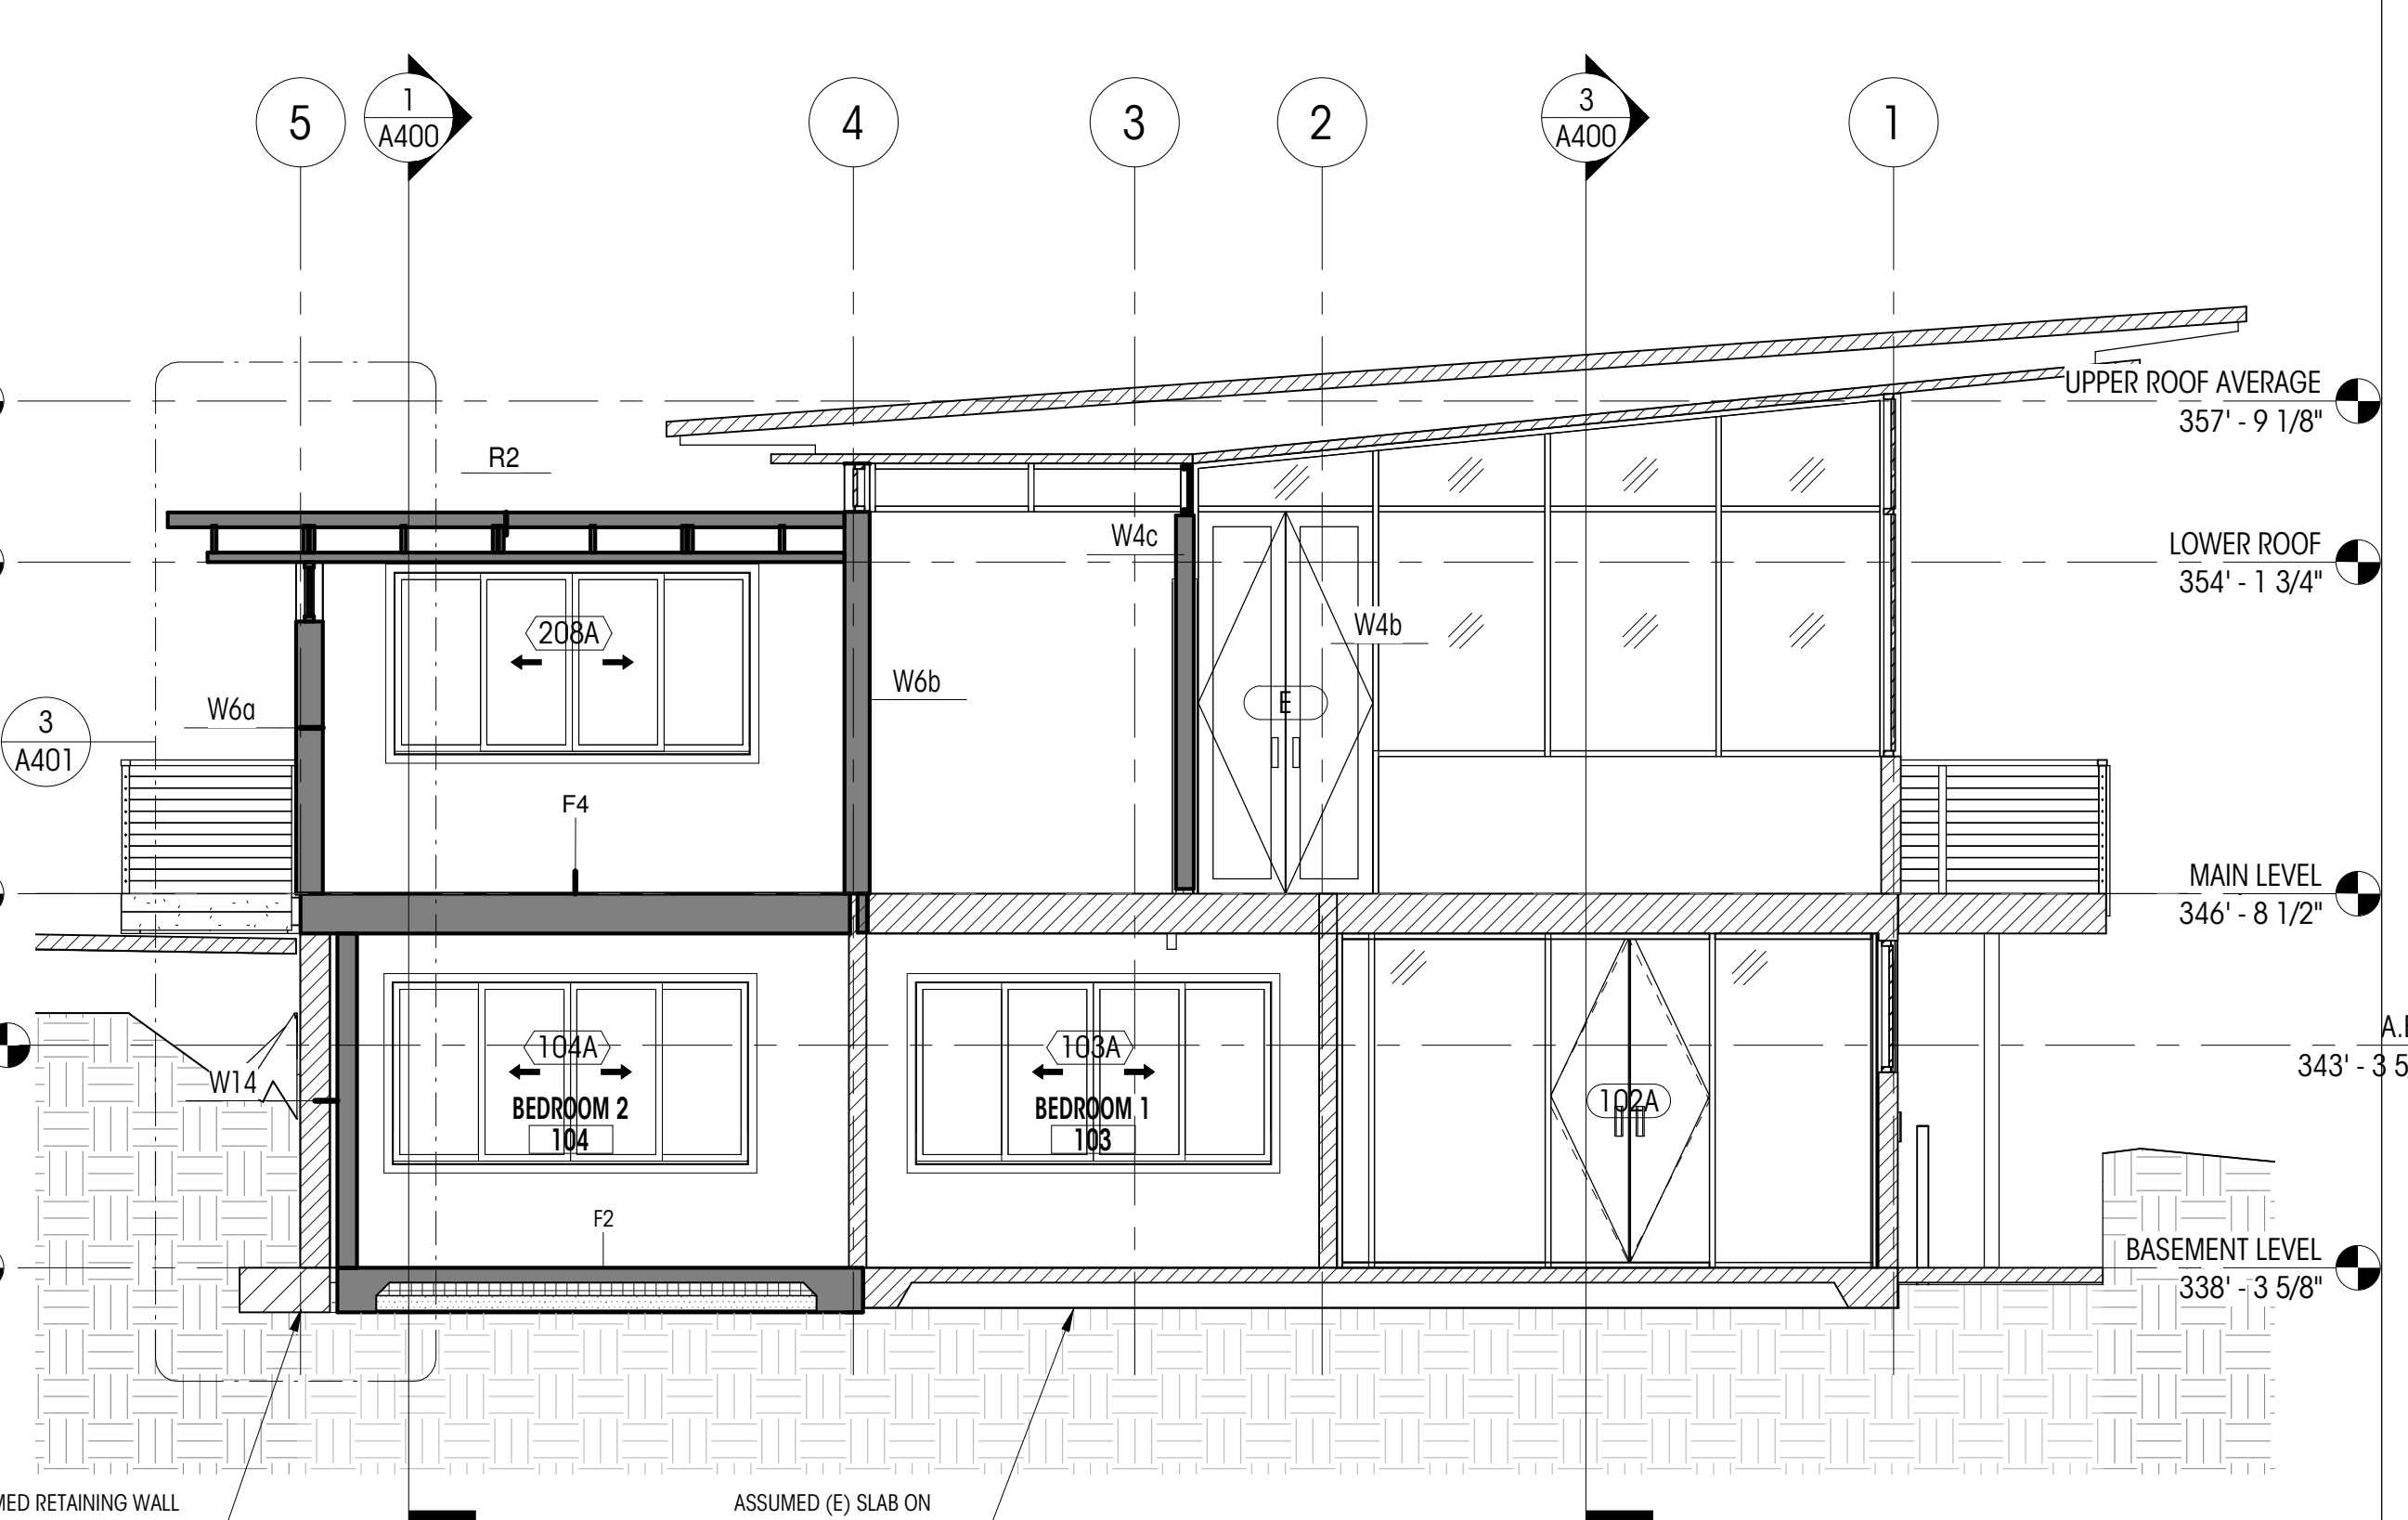 5
1
A400
4
3
2
3
A400
1
UPPER ROOF AVERAGE
357' - 9 1/8"
R2
LOWER ROOF
354' - 1 3/4"
W4c
208A
W4b
W6b
E
W6a
3
A401
F4
MAIN LEVEL
346' - 8 1/2"
104A
103A
343' - 3 5
W14
102A
BEDROOM 2
104
BEDROOM 1
103
F2
BASEMENT LEVEL
338' - 3 5/8"
RETAINING WALL
ASSUMED (E) SLAB ON